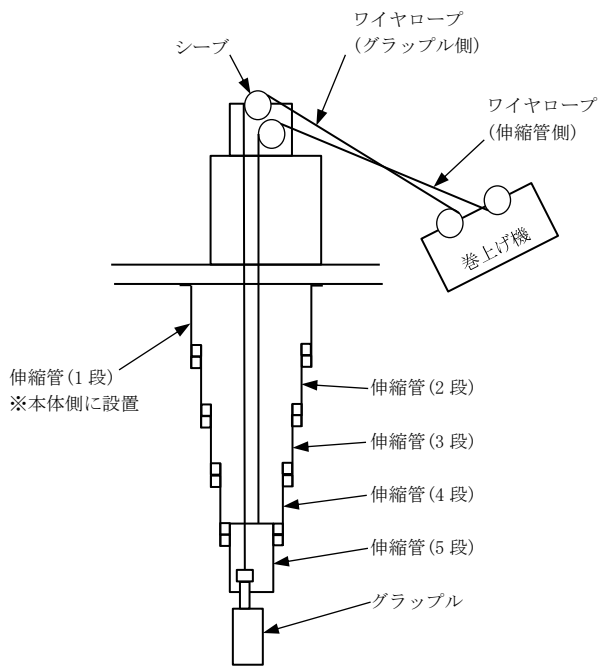 ワイヤロープ
(グラップル側)
シーブ
ワイヤロープ
(伸縮管側)
巻上げ機
伸縮管(1 段)
※本体側に設置
伸縮管(2 段)
伸縮管(3 段)
伸縮管(4 段)
伸縮管(5 段)
グラップル